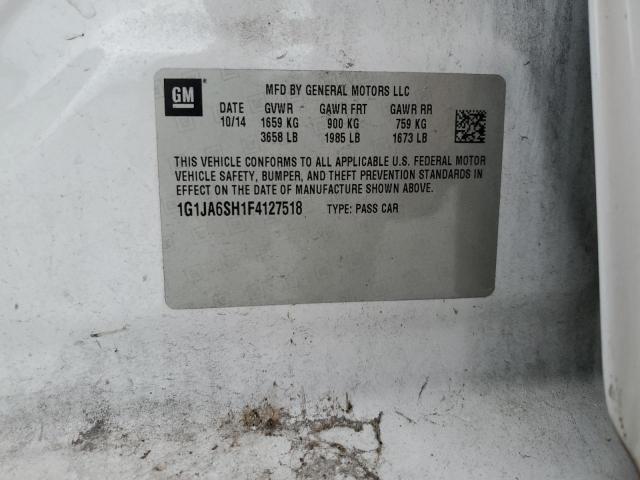 GM
MFD BY GENERAL MOTORS LLC
DATE GVWR GAWR FRT GAWR RR
10/14 1659 KG 900 KG 759 KG
3658 LB 1985 LB 1673 LB
THIS VEHICLE CONFORMS TO ALL APPLICABLE U.S. FEDERAL MOTOR
VEHICLE SAFETY, BUMPER, AND THEFT PREVENTION STANDARDS IN
EFFECT ON THE DATE OF MANUFACTURE SHOWN ABOVE.
1G1JA6SH1F4127518 TYPE: PASS CAR